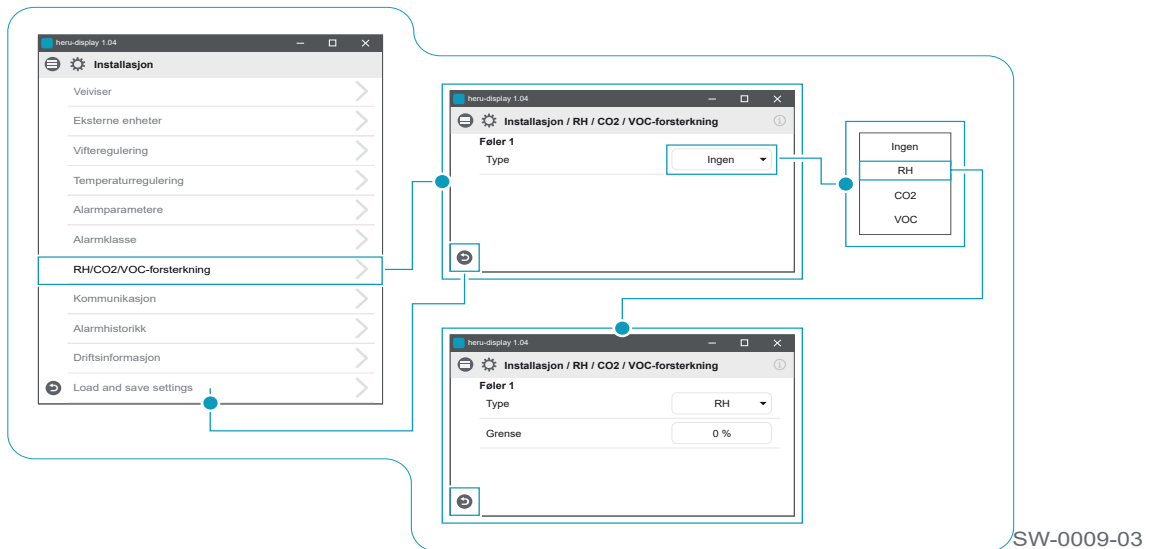 heru-display 1.04
Installasjon
Veiviser
Eksterne enheter
Vifteregulering
Temperaturregulering
Alarmparametere
Alarmklasse
RH/CO2/VOC-forsterkning
Kommunikasjon
Alarmhistorikk
Driftsinformasjon
Load and save settings
heru-display 1.04
Installasjon / RH / CO2 / VOC-forsterkning
Føler 1
Type Ingen
Ingen
RH
CO2
VOC
heru-display 1.04
Installasjon / RH / CO2 / VOC-forsterkning
Føler 1
Type RH
Grense 0 %
SW-0009-03